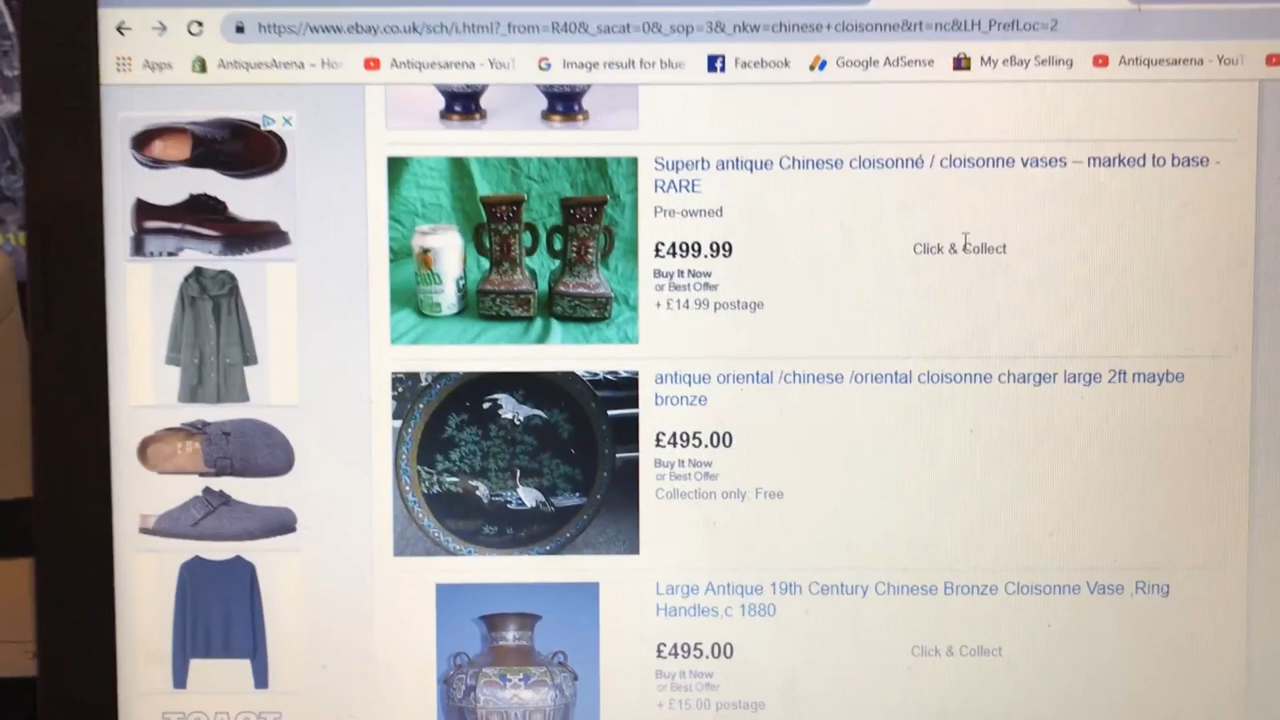 https://www.ebay.co.uk/sch/i.html?_from=R40&_sacat=0&_sop=3&_nkw=chinese+cloisonne&rt=nc&LH_PrefLoc=2
Apps AntiquesArena – Ho Antiquesarena - You Image result for blue Facebook Google AdSense My eBay Selling Antiquesarena - You
Superb antique Chinese cloisonné / cloisonne vases – marked to base -
RARE
Pre-owned
£499.99
Click & Collect
Buy It Now
or Best Offer
+ £14.99 postage
antique oriental /chinese /oriental cloisonne charger large 2ft maybe
bronze
£495.00
Buy It Now
or Best Offer
Collection only: Free
Large Antique 19th Century Chinese Bronze Cloisonne Vase ,Ring
Handles,c 1880
£495.00
Click & Collect
Buy It Now
or Best Offer
+ £15.00 postage
TOAST